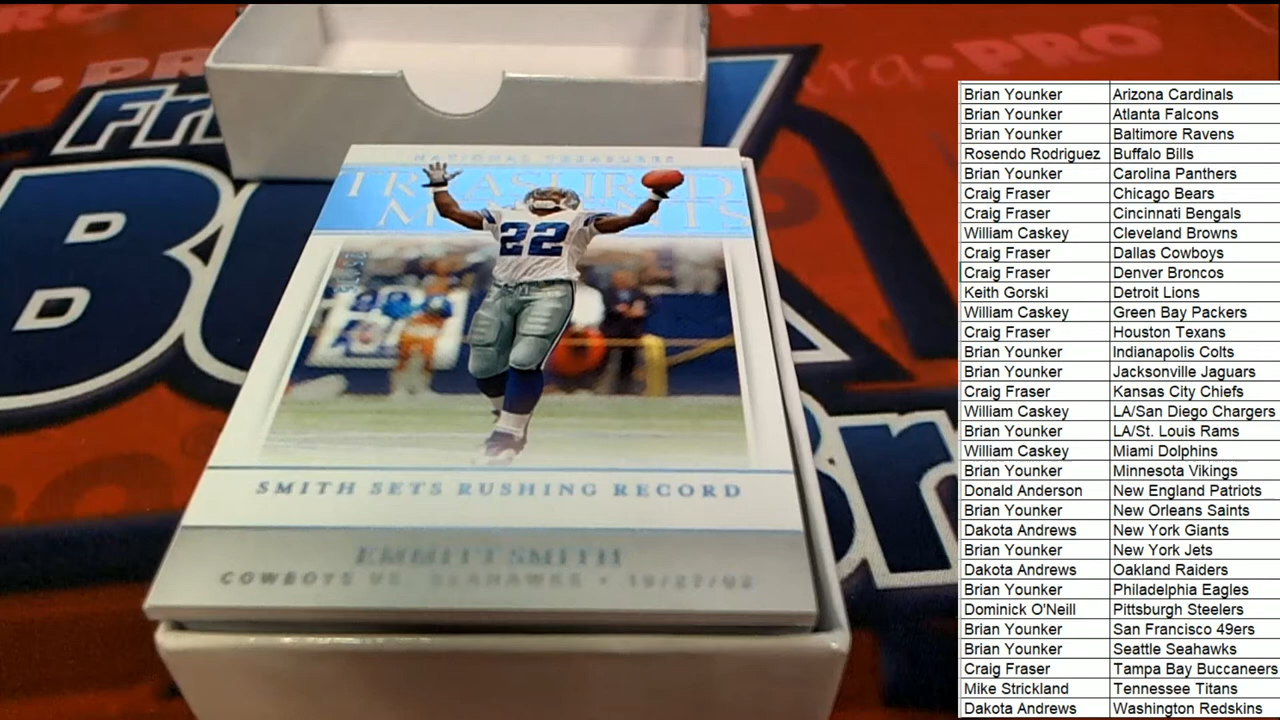 NATIONAL TREASURES
TREASURED
MOMENTS
22
SMITH SETS RUSHING RECORD
EMMITT SMITH
COWBOYS • 10/27/02
PRO
PRO
Brian Younker Arizona Cardinals
Brian Younker Atlanta Falcons
Brian Younker Baltimore Ravens
Rosendo Rodriguez Buffalo Bills
Brian Younker Carolina Panthers
Craig Fraser Chicago Bears
Craig Fraser Cincinnati Bengals
William Caskey Cleveland Browns
Craig Fraser Dallas Cowboys
Craig Fraser Denver Broncos
Keith Gorski Detroit Lions
William Caskey Green Bay Packers
Craig Fraser Houston Texans
Brian Younker Indianapolis Colts
Brian Younker Jacksonville Jaguars
Craig Fraser Kansas City Chiefs
William Caskey LA/San Diego Chargers
Brian Younker LA/St. Louis Rams
William Caskey Miami Dolphins
Brian Younker Minnesota Vikings
Donald Anderson New England Patriots
Brian Younker New Orleans Saints
Dakota Andrews New York Giants
Brian Younker New York Jets
Dakota Andrews Oakland Raiders
Brian Younker Philadelphia Eagles
Dominick O'Neill Pittsburgh Steelers
Brian Younker San Francisco 49ers
Brian Younker Seattle Seahawks
Craig Fraser Tampa Bay Buccaneers
Mike Strickland Tennessee Titans
Dakota Andrews Washington Redskins